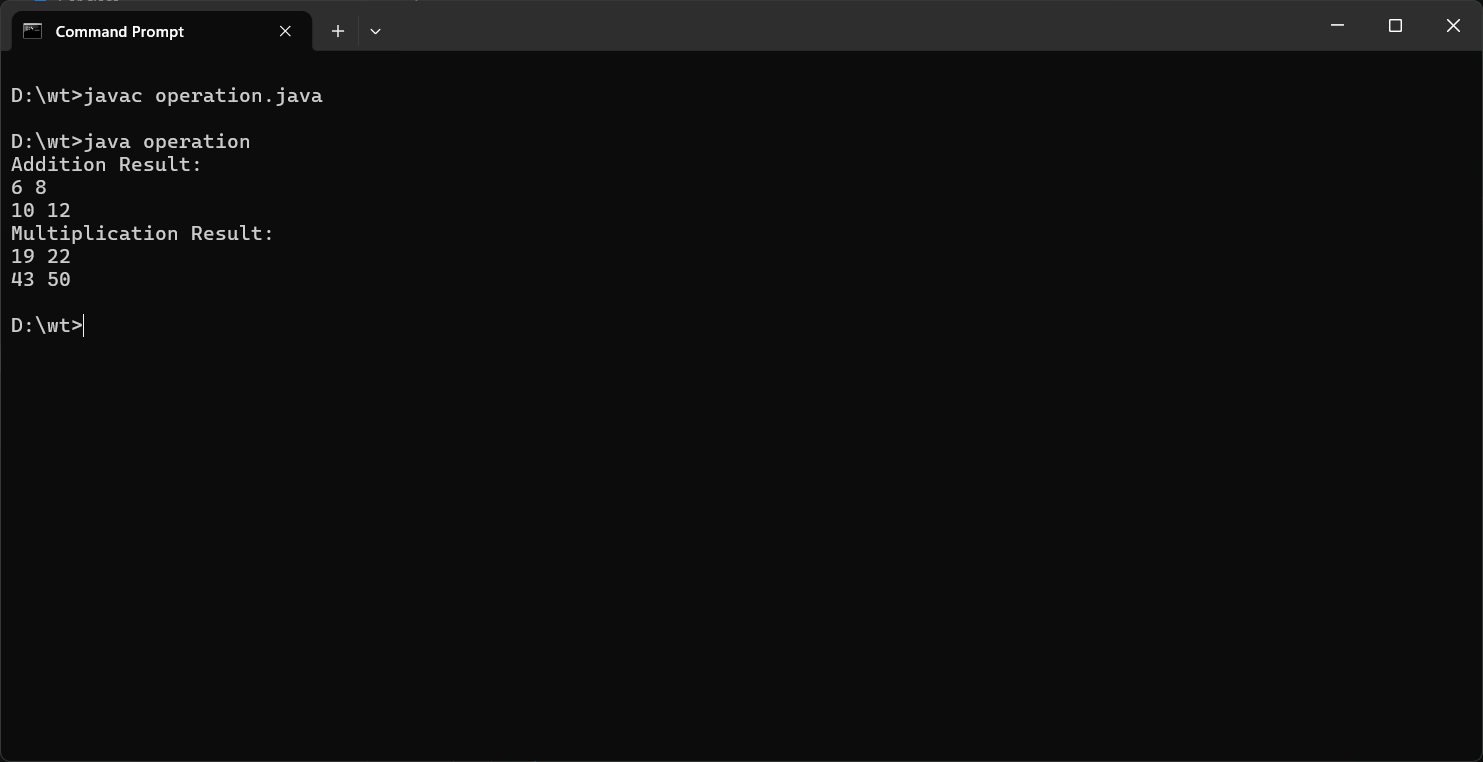 Command Prompt
D:\wt>javac operation.java
D:\wt>java operation
Addition Result:
6 8
10 12
Multiplication Result:
19 22
43 50
D:\wt>